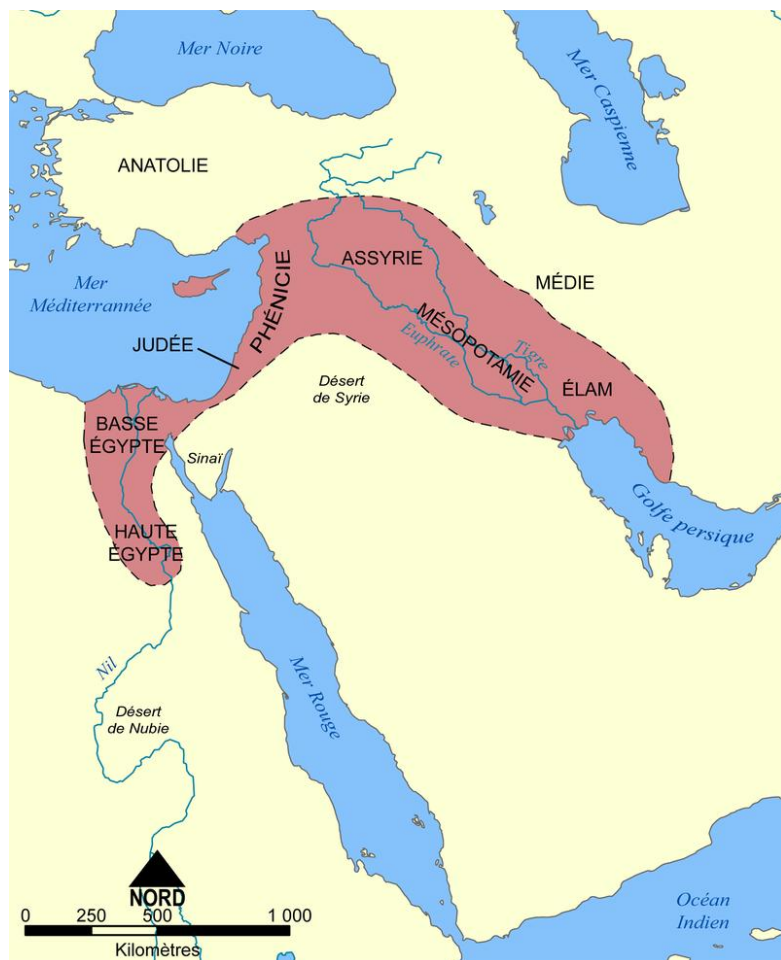 Mer Noire
Mer Caspienne
ANATOLIE
ASSYRIE
MÉDIE
Mer
Méditerrannée
PHÉNICIE
MÉSOPOTAMIE
Euphrate
Tigre
JUDÉE
Désert
de Syrie
ÉLAM
BASSE
ÉGYPTE
Sinaï
Golfe persique
HAUTE
ÉGYPTE
Nil
Mer Rouge
Désert
de Nubie
NORD
0 250 500 1 000
Kilomètres
Océan
Indien